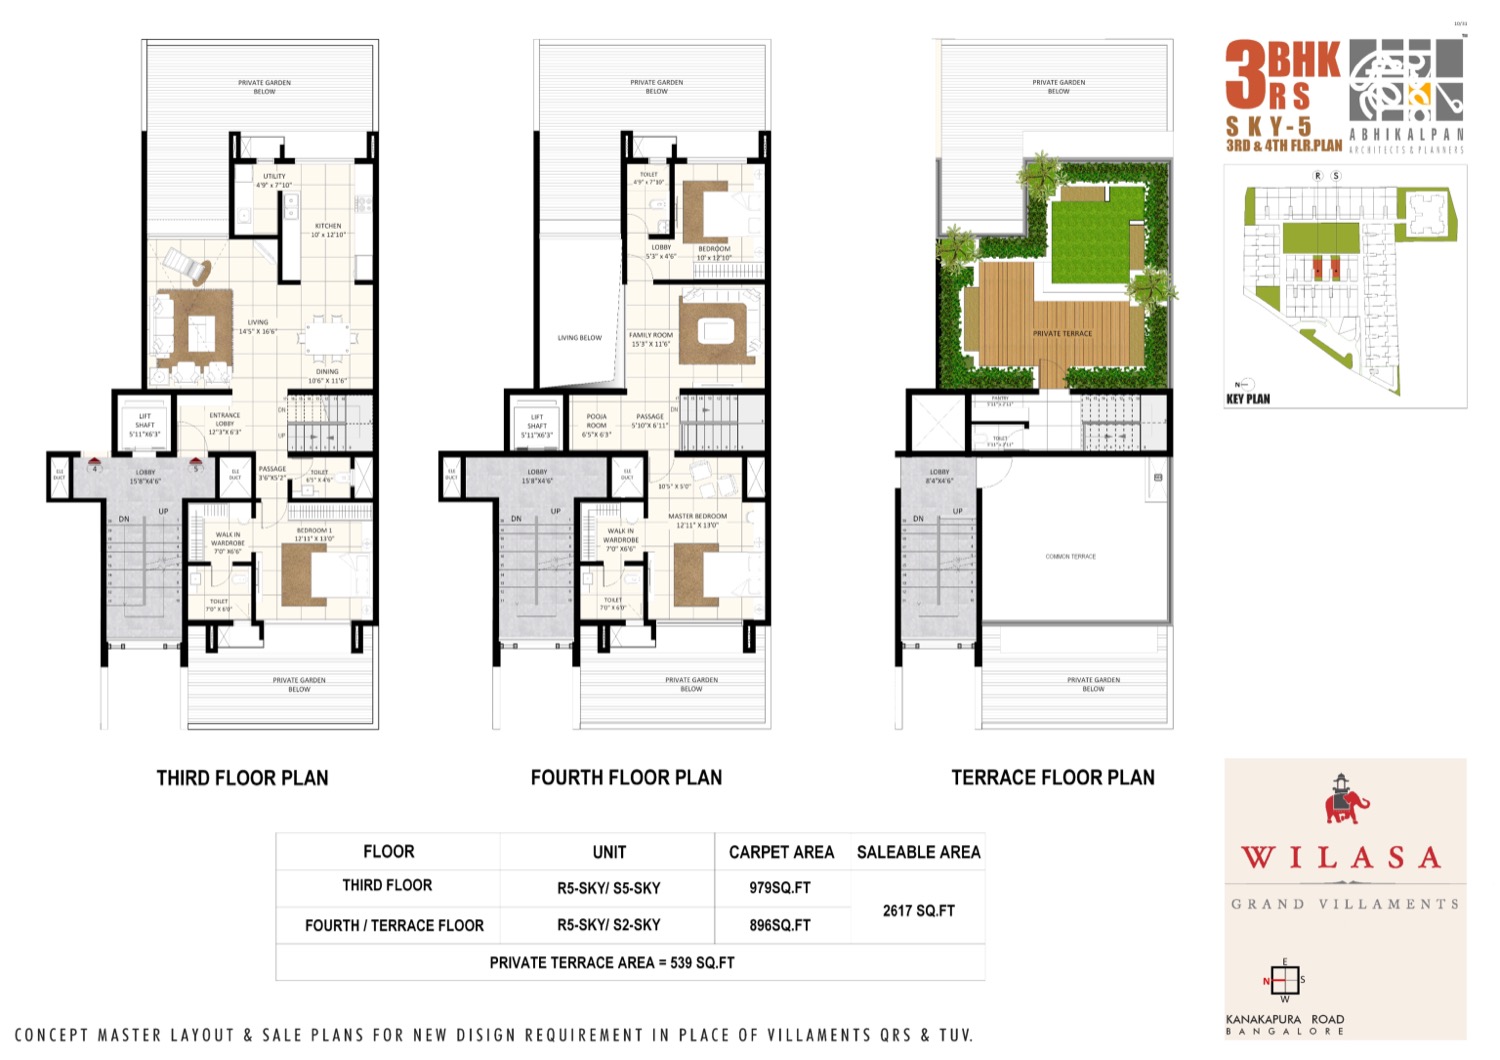 10/11
3 BHK
RS
SKY-5
3RD & 4TH FLR.PLAN
TM
ABHIKALPAN
ARCHITECTS & PLANNERS
R S
N
KEY PLAN
PRIVATE GARDEN
BELOW
UTILITY
4'9" x 7'10"
KITCHEN
10' x 12'10"
LIVING
14'5" X 16'6"
DINING
10'6" X 11'6"
LIFT
SHAFT
5'11"X6'3"
ENTRANCE
LOBBY
12'3"X 6'3"
DN
UP
4
5
ELE
DUCT
LOBBY
15'8"X4'6"
ELE
DUCT
PASSAGE
3'6"X5'2"
TOILET
6'5" X 4'6"
DN
UP
WALK IN
WARDROBE
7'0" X6'6"
BEDROOM 1
12'11" X 13'0"
TOILET
7'0" X 6'0"
PRIVATE GARDEN
BELOW
THIRD FLOOR PLAN
PRIVATE GARDEN
BELOW
TOILET
4'9" x 7'10"
LOBBY
5'3" x 4'6"
BEDROOM
10' x 12'10"
LIVING BELOW
FAMILY ROOM
15'3" X 11'6"
LIFT
SHAFT
5'11"X6'3"
POOJA
ROOM
6'5"X 6'3"
PASSAGE
5'10"X 6'11"
DN
ELE
DUCT
LOBBY
15'8"X4'6"
ELE
DUCT
10'5" X 5'0"
DN
UP
MASTER BEDROOM
12'11" X 13'0"
WALK IN
WARDROBE
7'0" X6'6"
TOILET
7'0" X 6'0"
PRIVATE GARDEN
BELOW
FOURTH FLOOR PLAN
PRIVATE GARDEN
BELOW
PRIVATE TERRACE
PANTRY
TOILET
LOBBY
8'4"X4'6"
DN
UP
COMMON TERRACE
PRIVATE GARDEN
BELOW
TERRACE FLOOR PLAN
FLOOR UNIT CARPET AREA SALEABLE AREA
THIRD FLOOR R5-SKY/ S5-SKY 979SQ.FT
2617 SQ.FT
FOURTH / TERRACE FLOOR R5-SKY/ S2-SKY 896SQ.FT
PRIVATE TERRACE AREA = 539 SQ.FT
WILASA
GRAND VILLAMENTS
E
N S
W
KANAKAPURA ROAD
BANGALORE
CONCEPT MASTER LAYOUT & SALE PLANS FOR NEW DISIGN REQUIREMENT IN PLACE OF VILLAMENTS QRS & TUV.